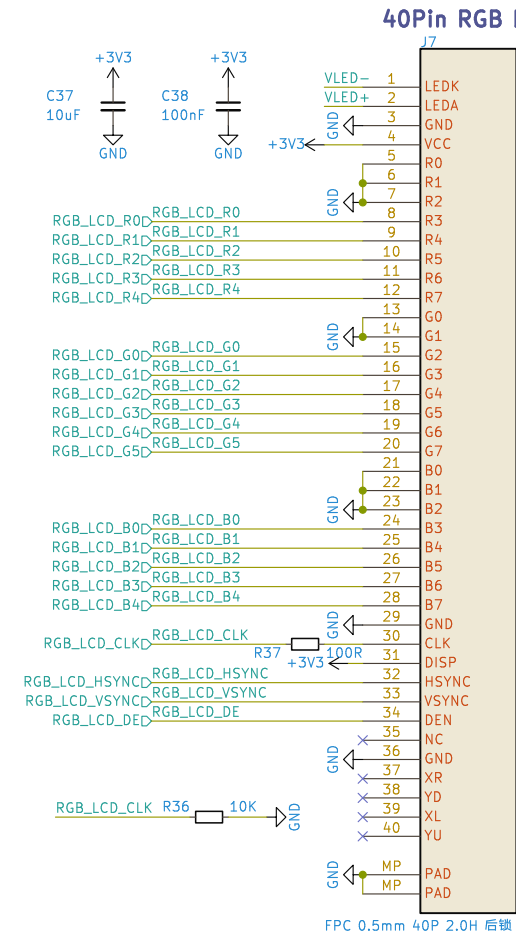 40Pin RGB
J7
+3V3 +3V3
C37 C38
10uF 100nF
GND GND
VLED- 1 LEDK
VLED+ 2 LEDA
GND 3 GND
+3V3 4 VCC
5 R0
6 R1
GND 7 R2
RGB_LCD_R0 RGB_LCD_R0 8 R3
RGB_LCD_R1 RGB_LCD_R1 9 R4
RGB_LCD_R2 RGB_LCD_R2 10 R5
RGB_LCD_R3 RGB_LCD_R3 11 R6
RGB_LCD_R4 RGB_LCD_R4 12 R7
13 G0
GND 14 G1
RGB_LCD_G0 RGB_LCD_G0 15 G2
RGB_LCD_G1 RGB_LCD_G1 16 G3
RGB_LCD_G2 RGB_LCD_G2 17 G4
RGB_LCD_G3 RGB_LCD_G3 18 G5
RGB_LCD_G4 RGB_LCD_G4 19 G6
RGB_LCD_G5 RGB_LCD_G5 20 G7
21 B0
22 B1
GND 23 B2
RGB_LCD_B0 RGB_LCD_B0 24 B3
RGB_LCD_B1 RGB_LCD_B1 25 B4
RGB_LCD_B2 RGB_LCD_B2 26 B5
RGB_LCD_B3 RGB_LCD_B3 27 B6
RGB_LCD_B4 RGB_LCD_B4 28 B7
GND 29 GND
RGB_LCD_CLK RGB_LCD_CLK R37 100R 30 CLK
+3V3 31 DISP
RGB_LCD_HSYNC RGB_LCD_HSYNC 32 HSYNC
RGB_LCD_VSYNC RGB_LCD_VSYNC 33 VSYNC
RGB_LCD_DE RGB_LCD_DE 34 DEN
35 NC
GND 36 GND
37 XR
38 YD
RGB_LCD_CLK R36 10K GND 39 XL
40 YU
GND MP PAD
MP PAD
FPC 0.5mm 40P 2.0H 后锁